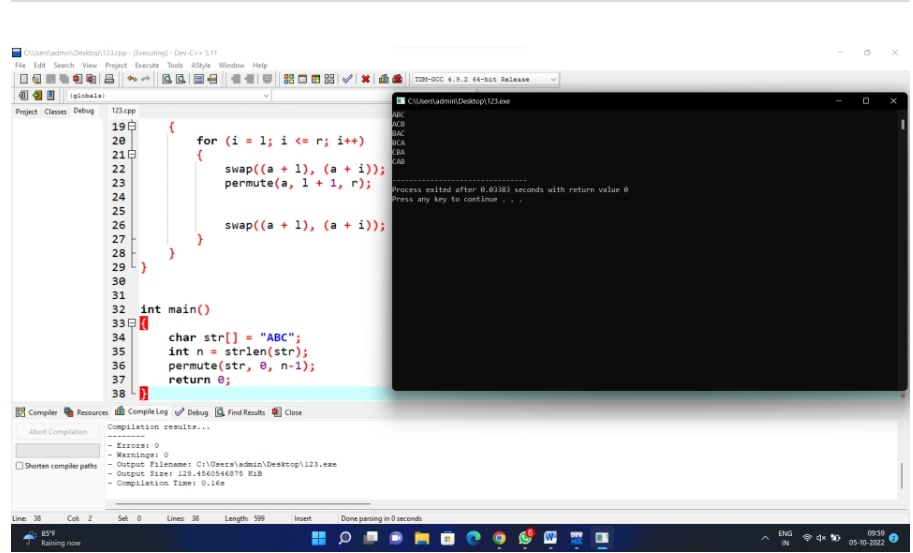 C:\Users\admin\Desktop\123.cpp - [Executing] - Dev-C++ 5.11
File Edit Search View Project Execute Tools AStyle Window Help
TDM-GCC 4.9.2 64-bit Release
(globals)
Project Classes Debug 123.cpp
19 {
20 for (i = l; i <= r; i++)
21 {
22 swap((a + l), (a + i));
23 permute(a, l + 1, r);
24
25
26 swap((a + l), (a + i));
27 }
28 }
29 }
30
31
32 int main()
33 {
34 char str[] = "ABC";
35 int n = strlen(str);
36 permute(str, 0, n-1);
37 return 0;
38 }
C:\Users\admin\Desktop\123.exe
ABC
ACB
BAC
BCA
CBA
CAB
--------------------------------
Process exited after 0.03383 seconds with return value 0
Press any key to continue . . .
Compiler Resources Compile Log Debug Find Results Close
Abort Compilation
Shorten compiler paths
Compilation results...
--------
- Errors: 0
- Warnings: 0
- Output Filename: C:\Users\admin\Desktop\123.exe
- Output Size: 128.4560546875 KiB
- Compilation Time: 0.16s
Line: 38 Col: 2 Sel: 0 Lines: 38 Length: 599 Insert Done parsing in 0 seconds
85°F
Raining now
ENG
IN
09:59
05-10-2022
2